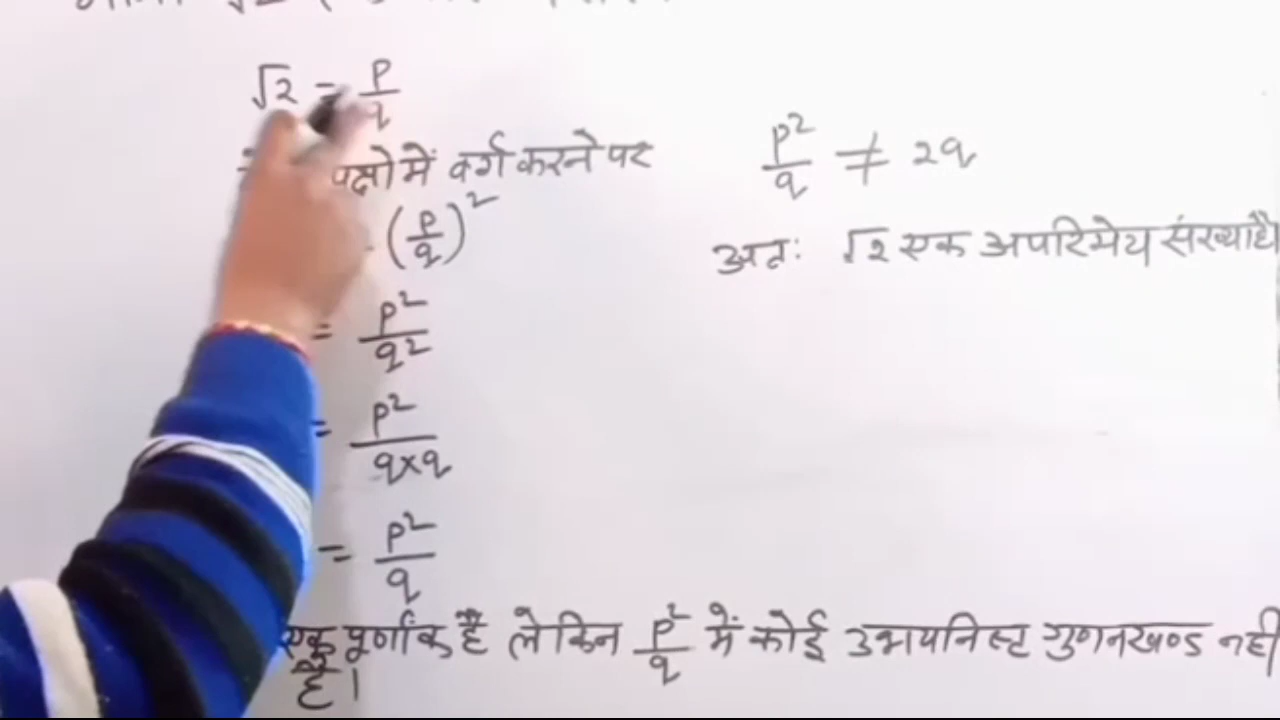 √2 = p/q
पक्षो में वर्ग करने पर
(p/q)²
= p²/q²
= p²/q×q
= p²/q
एक पूर्णांक है लेकिन p²/q में कोई उभयनिस्ट गुणनखण्ड नही
है।
p²/q ≠ 2q
अतः √2 एक अपरिमेय संख्या है